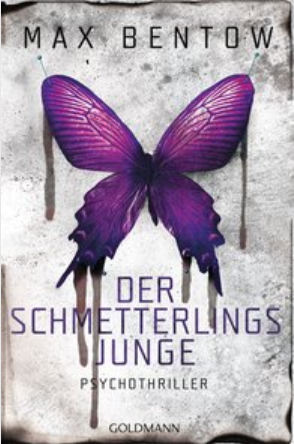 MAX BENTOW
DER
SCHMETTERLINGS
JUNGE
PSYCHOTHRILLER
GOLDMANN